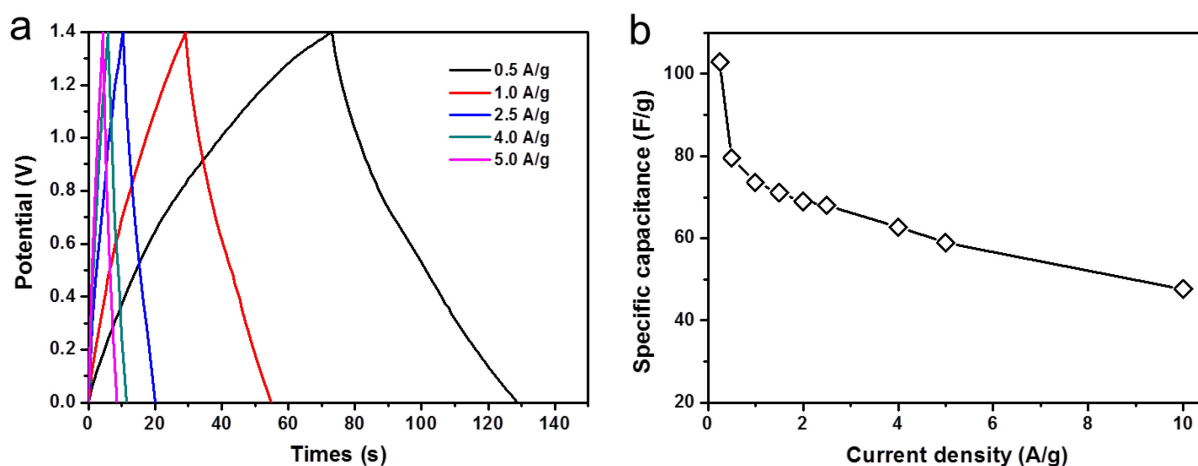 a
1.4
1.2
1.0
0.8
0.6
0.4
0.2
0.0
Potential (V)
0.5 A/g
1.0 A/g
2.5 A/g
4.0 A/g
5.0 A/g
0 20 40 60 80 100 120 140
Times (s)
b
100
80
60
40
20
Specific capacitance (F/g)
0 2 4 6 8 10
Current density (A/g)